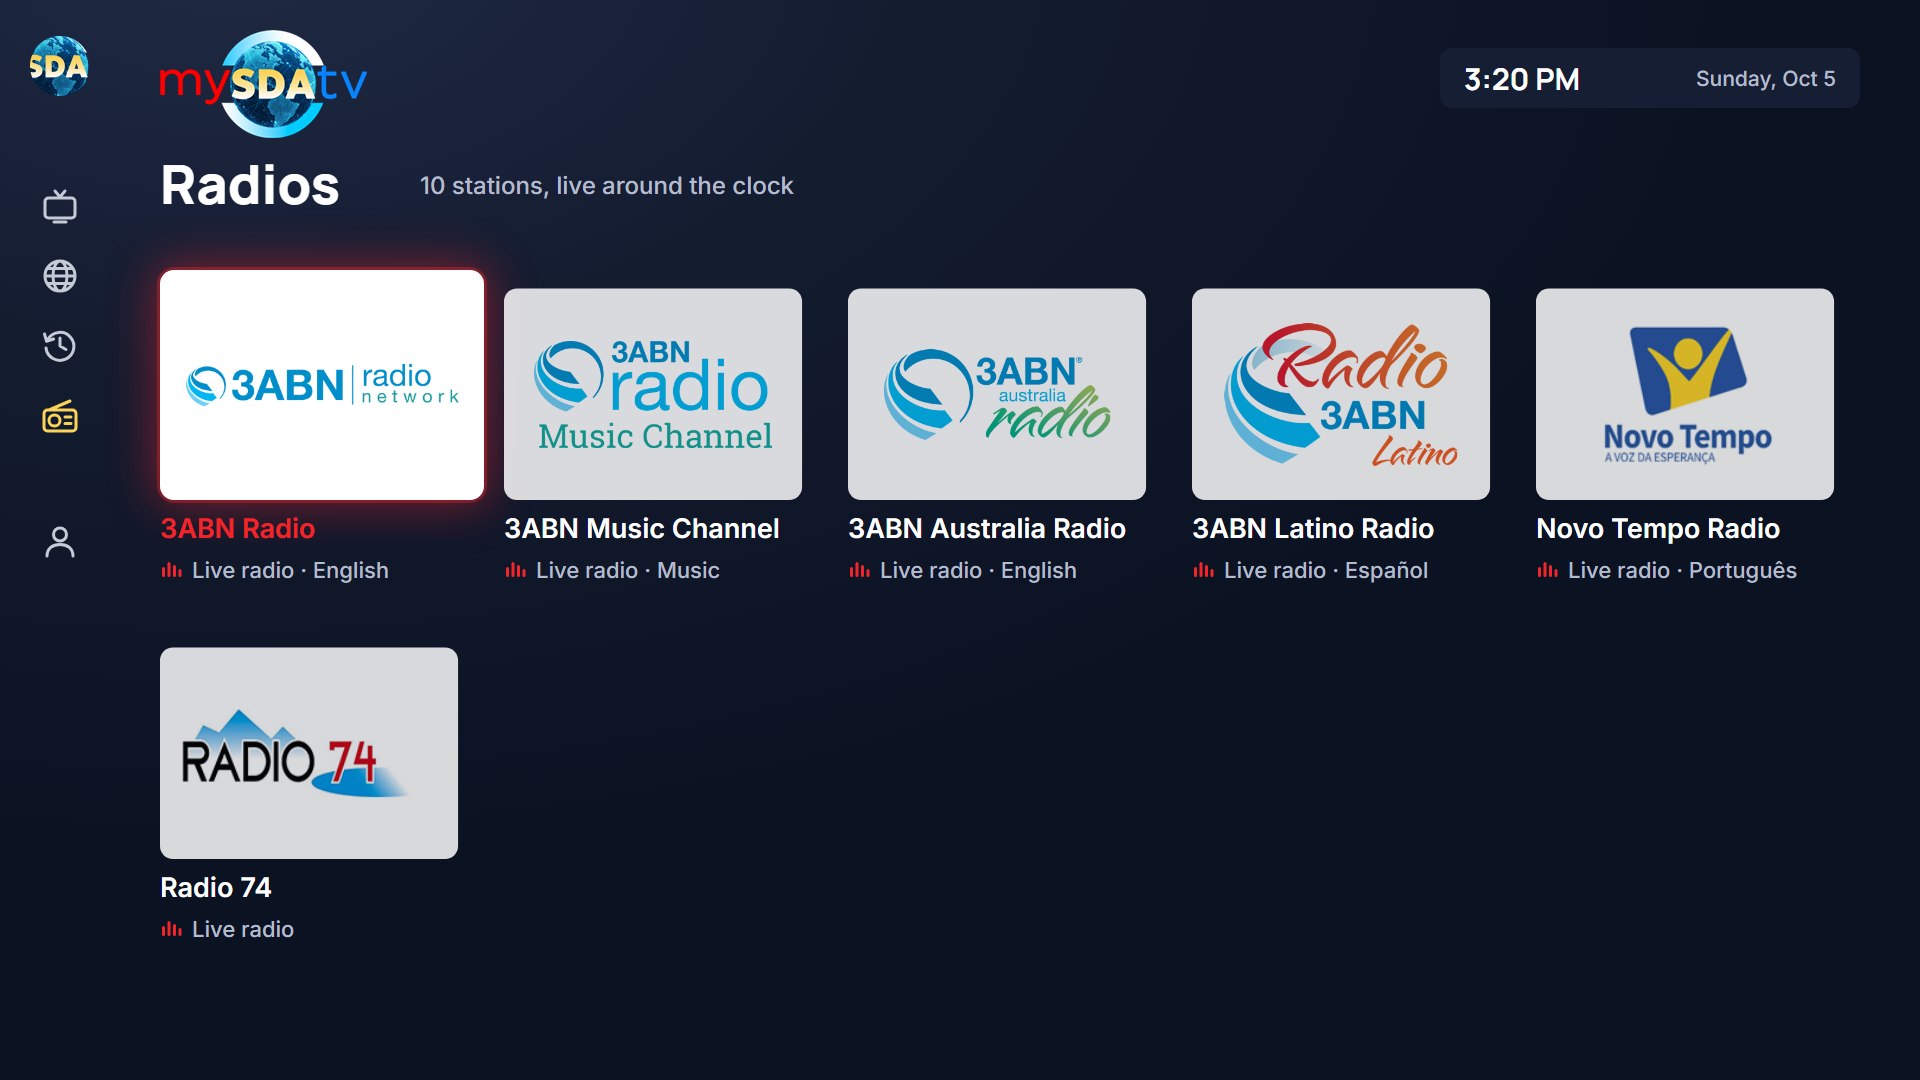 SDA
mySDAtv
3:20 PM
Sunday, Oct 5
Radios
10 stations, live around the clock
3ABN radio network
3ABN radio Music Channel
3ABN® australia radio
Radio 3ABN Latino
Novo Tempo
A VOZ DA ESPERANÇA
3ABN Radio
3ABN Music Channel
3ABN Australia Radio
3ABN Latino Radio
Novo Tempo Radio
Live radio · English
Live radio · Music
Live radio · English
Live radio · Español
Live radio · Português
RADIO 74
Radio 74
Live radio